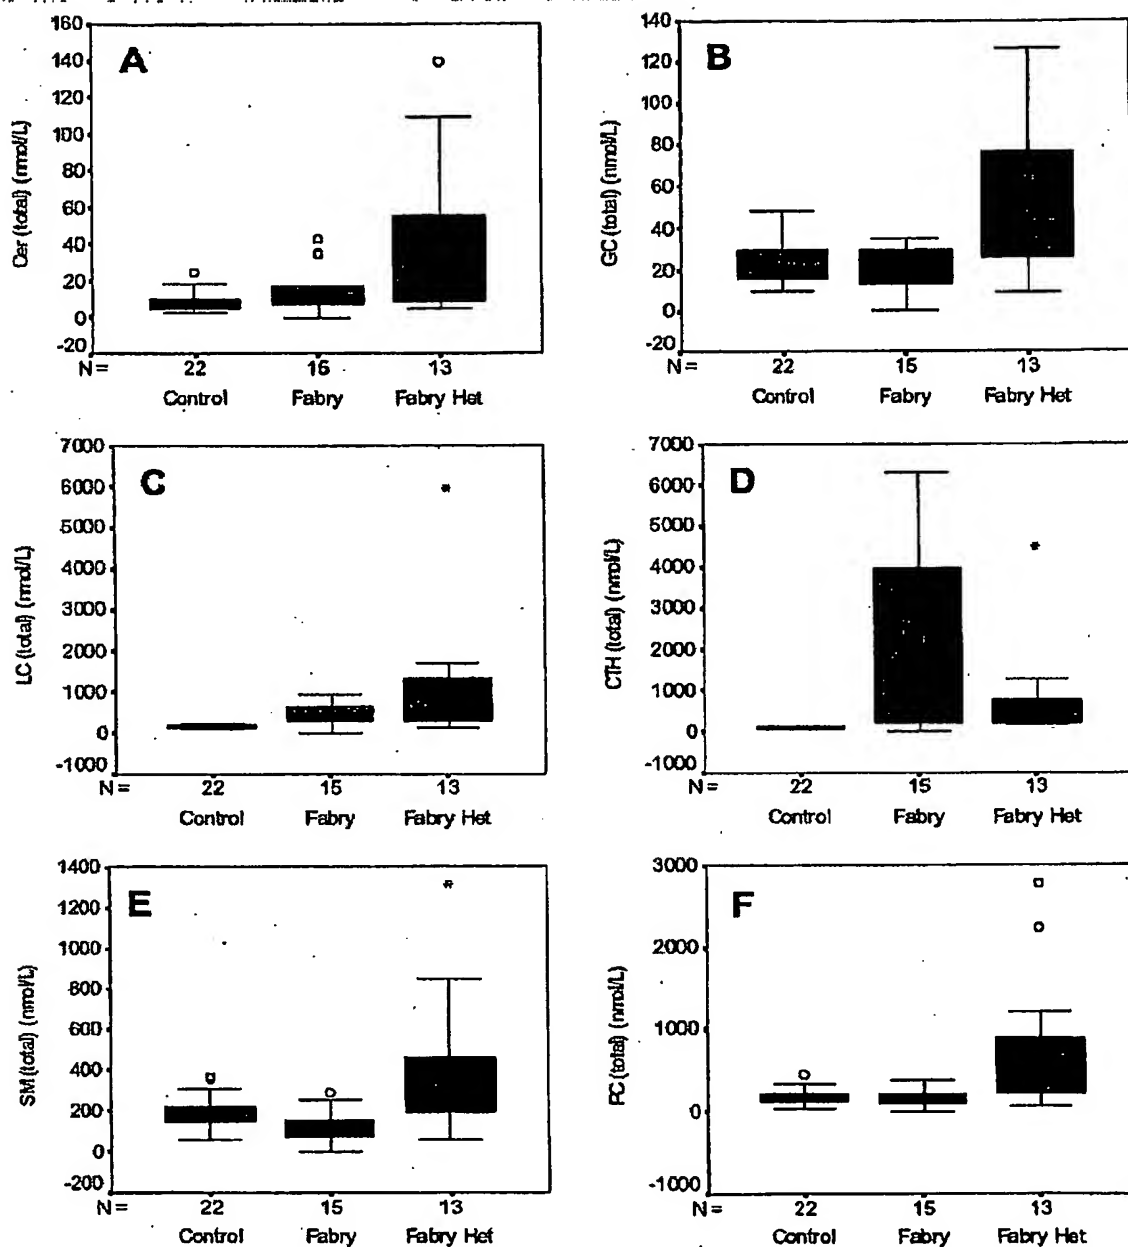 A
Cer (total) (nmol/L)
160
140
120
100
80
60
40
20
0
-20
N = 22 15 13
Control Fabry Fabry Het
B
GC (total) (nmol/L)
140
120
100
80
60
40
20
0
-20
N = 22 15 13
Control Fabry Fabry Het
C
LC (total) (nmol/L)
7000
6000
5000
4000
3000
2000
1000
0
-1000
N = 22 15 13
Control Fabry Fabry Het
D
CTH (total) (nmol/L)
7000
6000
5000
4000
3000
2000
1000
0
-1000
N = 22 15 13
Control Fabry Fabry Het
E
SM (total) (nmol/L)
1400
1200
1000
800
600
400
200
0
-200
N = 22 15 13
Control Fabry Fabry Het
F
PC (total) (nmol/L)
3000
2000
1000
0
-1000
N = 22 15 13
Control Fabry Fabry Het